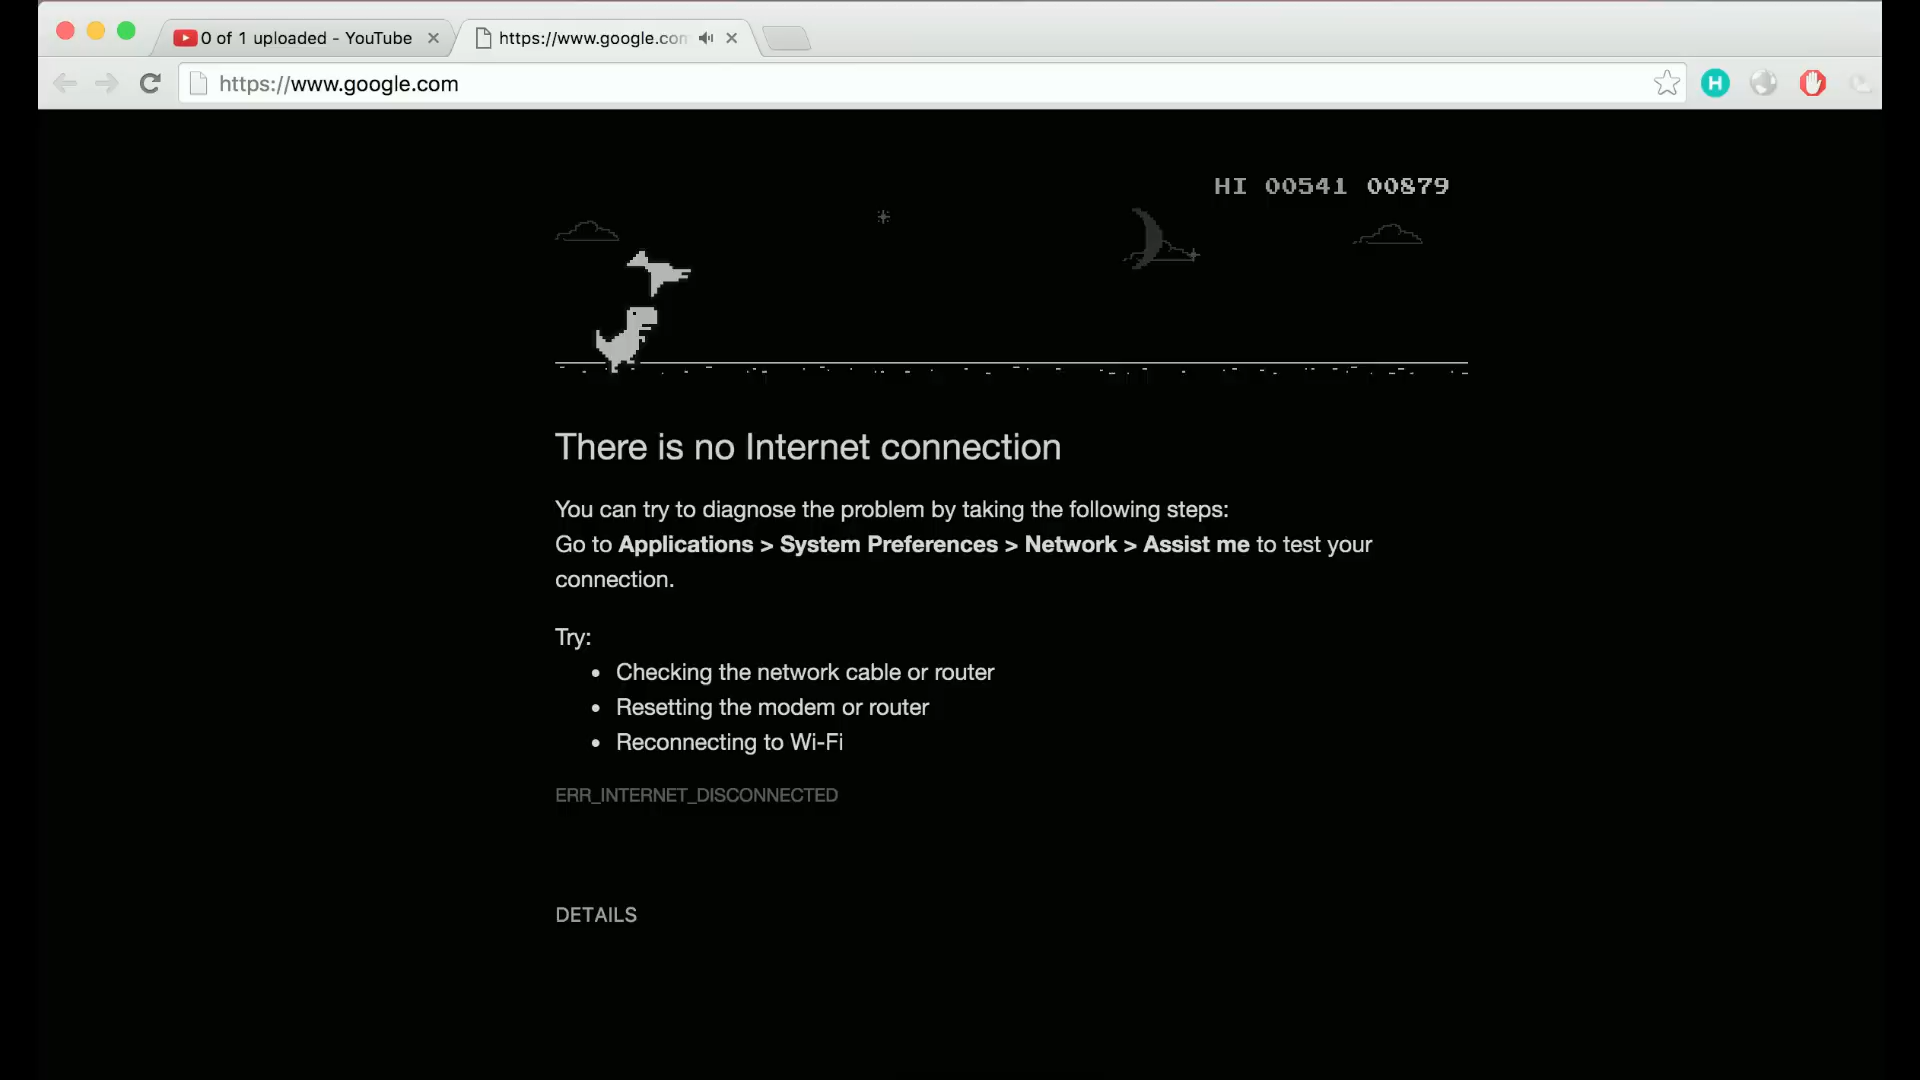 0 of 1 uploaded - YouTube
https://www.google.com
https://www.google.com
H
HI 00541 00879
There is no Internet connection
You can try to diagnose the problem by taking the following steps:
Go to Applications > System Preferences > Network > Assist me to test your
connection.
Try:
Checking the network cable or router
Resetting the modem or router
Reconnecting to Wi-Fi
ERR_INTERNET_DISCONNECTED
DETAILS